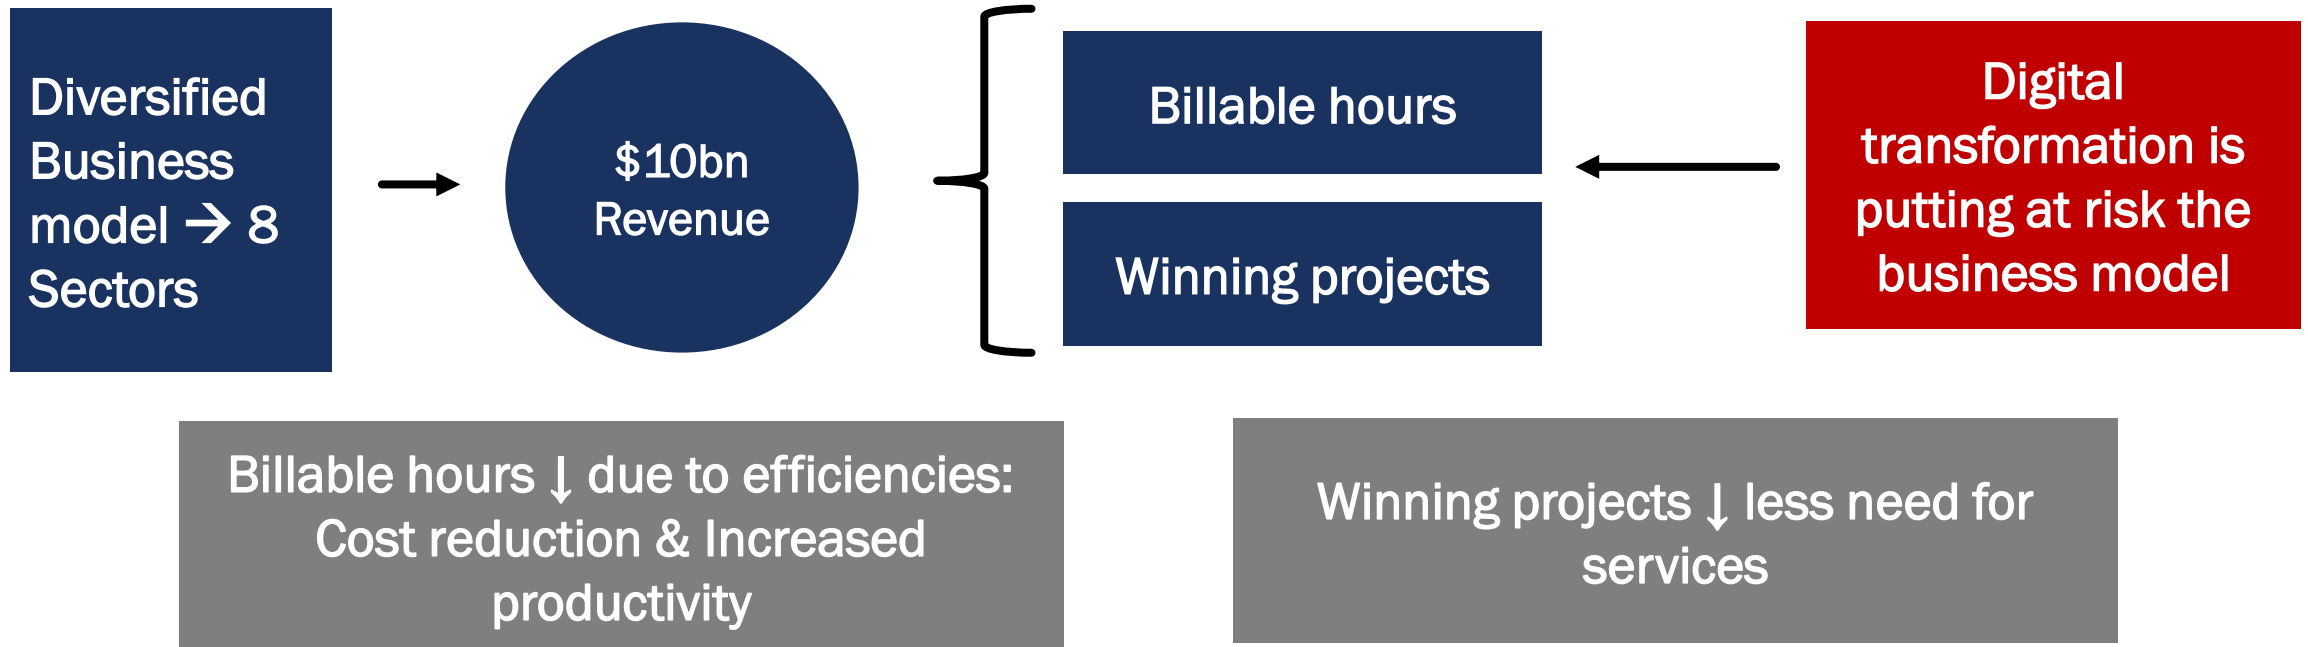 Diversified
Business
model → 8
Sectors
$10bn
Revenue
Billable hours
Winning projects
Digital
transformation is
putting at risk the
business model
Billable hours ↓ due to efficiencies:
Cost reduction & Increased
productivity
Winning projects ↓ less need for
services